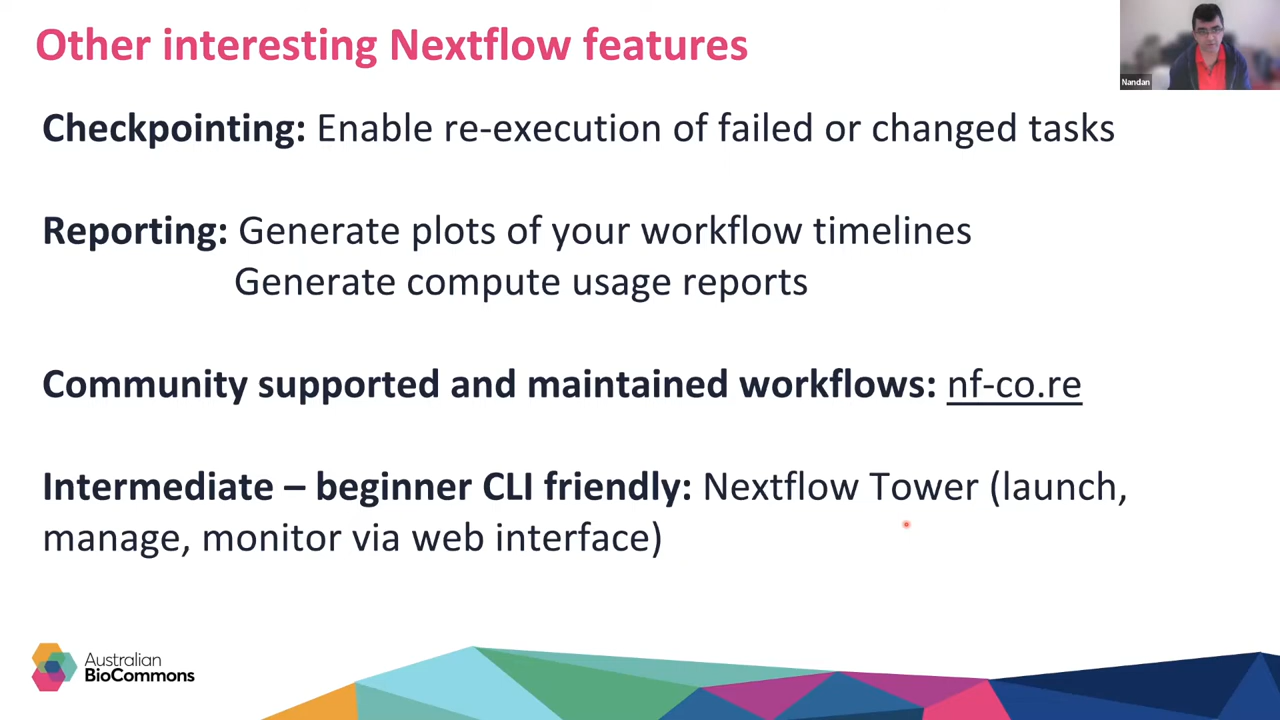 Other interesting Nextflow features
Nandan
Checkpointing: Enable re-execution of failed or changed tasks
Reporting: Generate plots of your workflow timelines
Generate compute usage reports
Community supported and maintained workflows: nf-co.re
Intermediate – beginner CLI friendly: Nextflow Tower (launch,
manage, monitor via web interface)
Australian
BioCommons